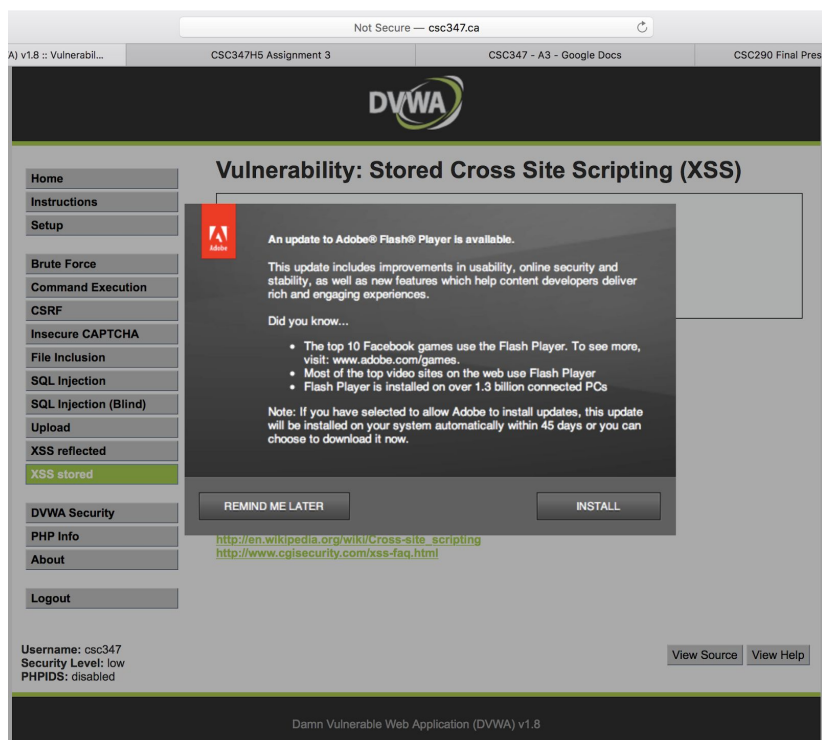 Not Secure — csc347.ca
A) v1.8 :: Vulnerabil...
CSC347H5 Assignment 3
CSC347 - A3 - Google Docs
CSC290 Final Pres
DVWA
Vulnerability: Stored Cross Site Scripting (XSS)
Home
Instructions
Setup
Brute Force
Command Execution
CSRF
Insecure CAPTCHA
File Inclusion
SQL Injection
SQL Injection (Blind)
Upload
XSS reflected
XSS stored
DVWA Security
PHP Info
About
Logout
Adobe
An update to Adobe® Flash® Player is available.
This update includes improvements in usability, online security and
stability, as well as new features which help content developers deliver
rich and engaging experiences.
Did you know...
• The top 10 Facebook games use the Flash Player. To see more,
visit: www.adobe.com/games.
• Most of the top video sites on the web use Flash Player
• Flash Player is installed on over 1.3 billion connected PCs
Note: If you have selected to allow Adobe to install updates, this update
will be installed on your system automatically within 45 days or you can
choose to download it now.
REMIND ME LATER
INSTALL
http://en.wikipedia.org/wiki/Cross-site_scripting
http://www.cgisecurity.com/xss-faq.html
Username: csc347
Security Level: low
PHPIDS: disabled
View Source
View Help
Damn Vulnerable Web Application (DVWA) v1.8